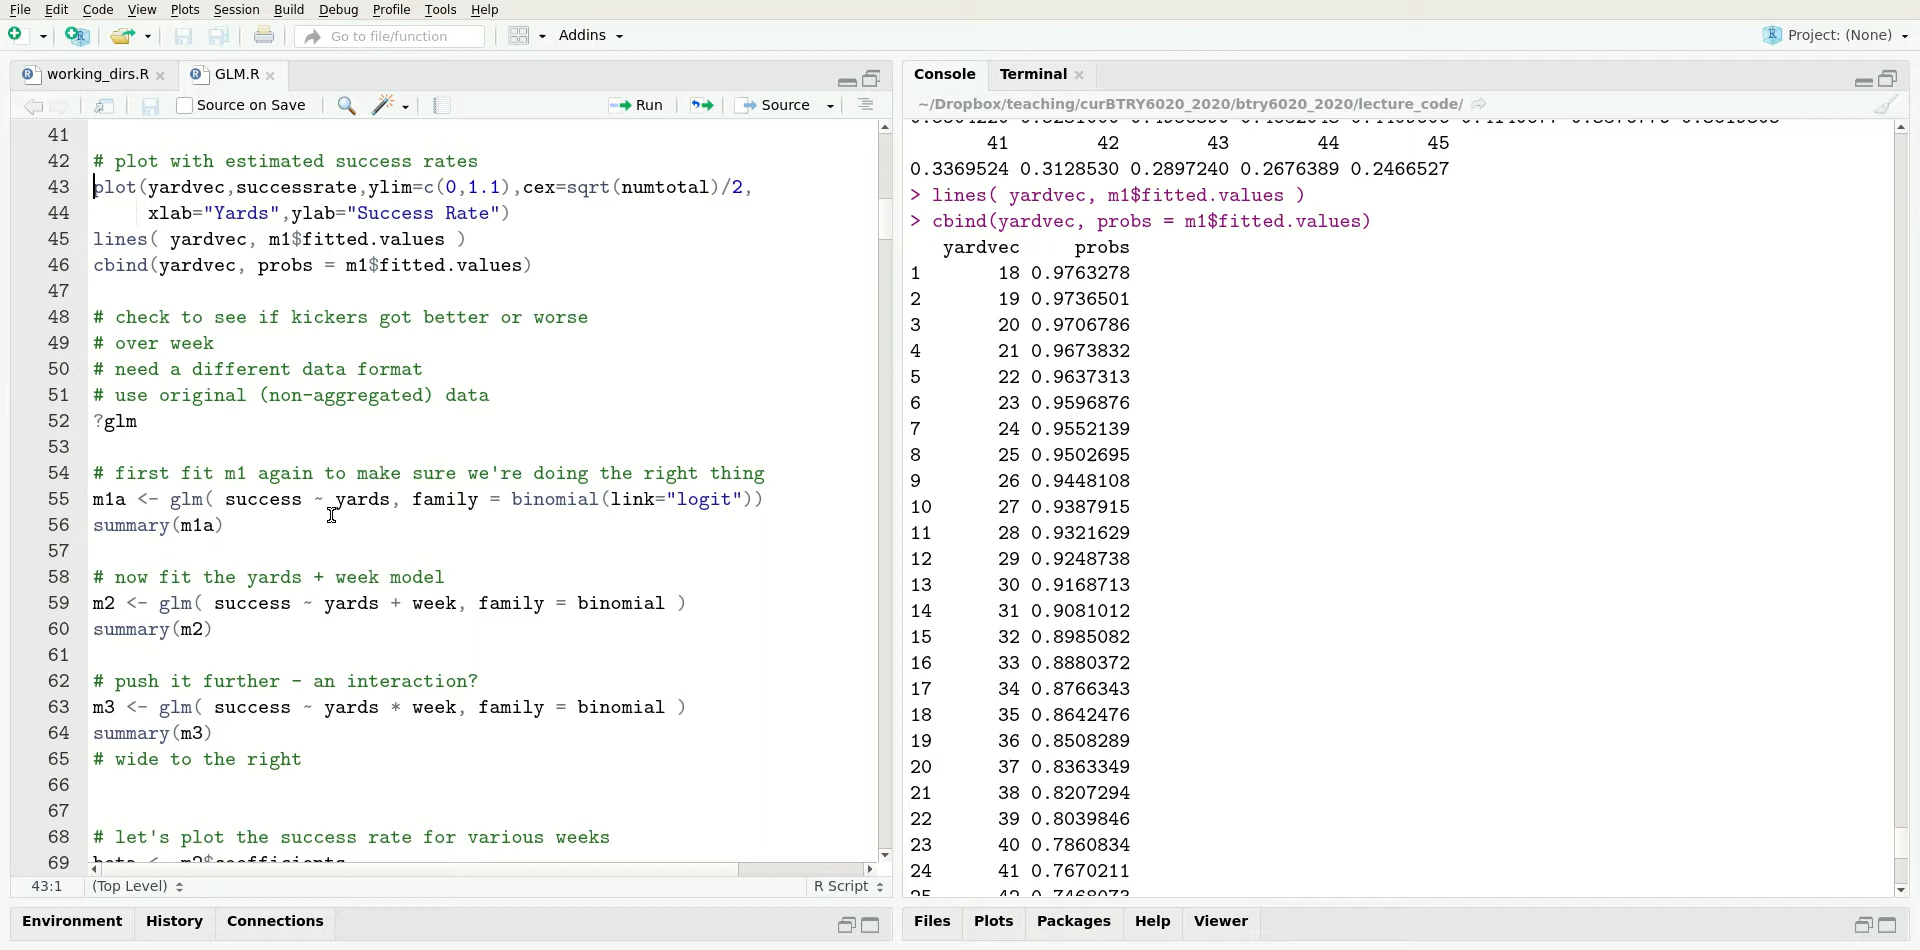 File Edit Code View Plots Session Build Debug Profile Tools Help
Go to file/function Addins Project: (None)
working_dirs.R GLM.R
Source on Save Run Source
41
42 # plot with estimated success rates
43 plot(yardvec,successrate,ylim=c(0,1.1),cex=sqrt(numtotal)/2,
44 xlab="Yards",ylab="Success Rate")
45 lines( yardvec, m1$fitted.values )
46 cbind(yardvec, probs = m1$fitted.values)
47
48 # check to see if kickers got better or worse
49 # over week
50 # need a different data format
51 # use original (non-aggregated) data
52 ?glm
53
54 # first fit m1 again to make sure we're doing the right thing
55 m1a <- glm( success ~ yards, family = binomial(link="logit"))
56 summary(m1a)
57
58 # now fit the yards + week model
59 m2 <- glm( success ~ yards + week, family = binomial )
60 summary(m2)
61
62 # push it further - an interaction?
63 m3 <- glm( success ~ yards * week, family = binomial )
64 summary(m3)
65 # wide to the right
66
67
68 # let's plot the success rate for various weeks
69 beta <- m2$coefficients
43:1 (Top Level) R Script
Environment History Connections
Console Terminal
~/Dropbox/teaching/curBTRY6020_2020/btry6020_2020/lecture_code/
41 42 43 44 45
0.3369524 0.3128530 0.2897240 0.2676389 0.2466527
> lines( yardvec, m1$fitted.values )
> cbind(yardvec, probs = m1$fitted.values)
yardvec probs
1 18 0.9763278
2 19 0.9736501
3 20 0.9706786
4 21 0.9673832
5 22 0.9637313
6 23 0.9596876
7 24 0.9552139
8 25 0.9502695
9 26 0.9448108
10 27 0.9387915
11 28 0.9321629
12 29 0.9248738
13 30 0.9168713
14 31 0.9081012
15 32 0.8985082
16 33 0.8880372
17 34 0.8766343
18 35 0.8642476
19 36 0.8508289
20 37 0.8363349
21 38 0.8207294
22 39 0.8039846
23 40 0.7860834
24 41 0.7670211
25 42 0.7468073
Files Plots Packages Help Viewer